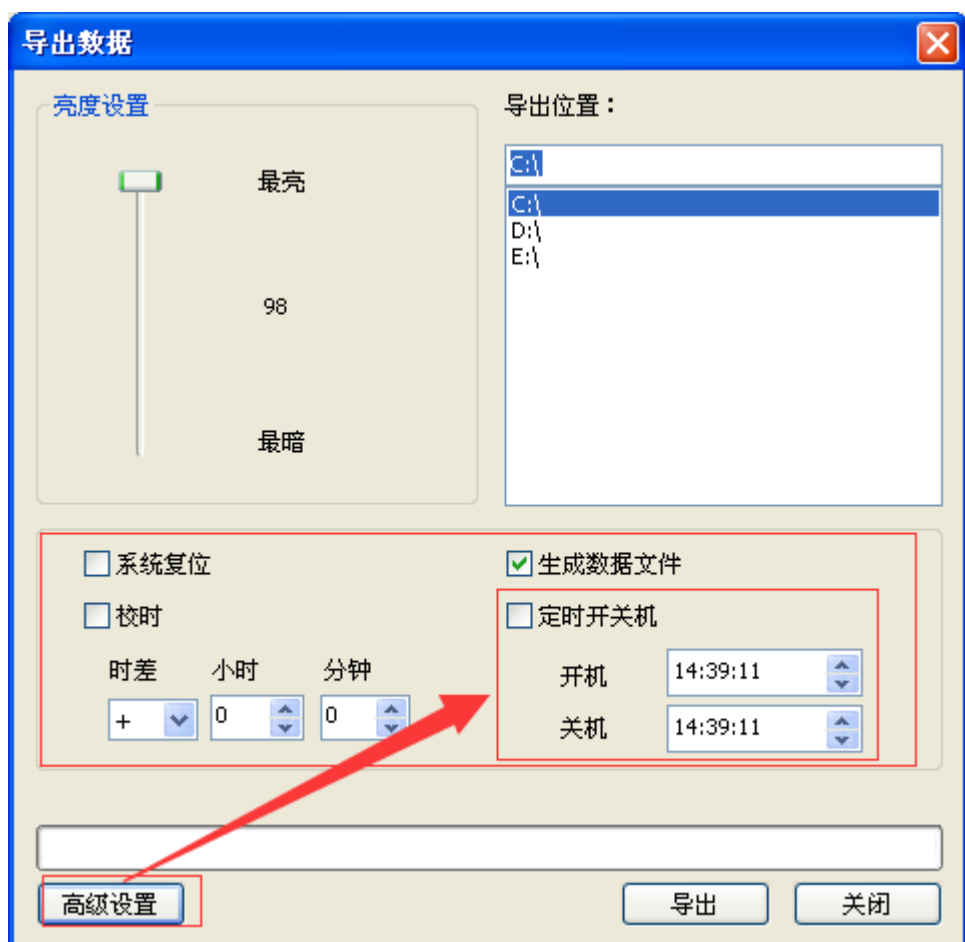 导出数据
亮度设置
最亮
98
最暗
导出位置：
C:\
C:\
D:\
E:\
系统复位
生成数据文件
校时
定时开关机
时差 小时 分钟
+ 0 0
开机 14:39:11
关机 14:39:11
高级设置
导出
关闭